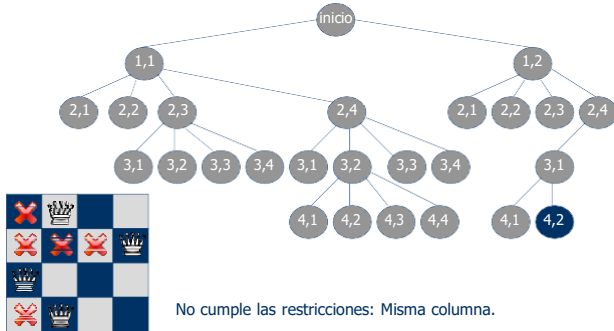 inicio
1,1 1,2
2,1 2,2 2,3 2,4 2,1 2,2 2,3 2,4
3,1 3,2 3,3 3,4 3,1 3,2 3,3 3,4 3,1
4,1 4,2 4,3 4,4 4,1 4,2
No cumple las restricciones: Misma columna.